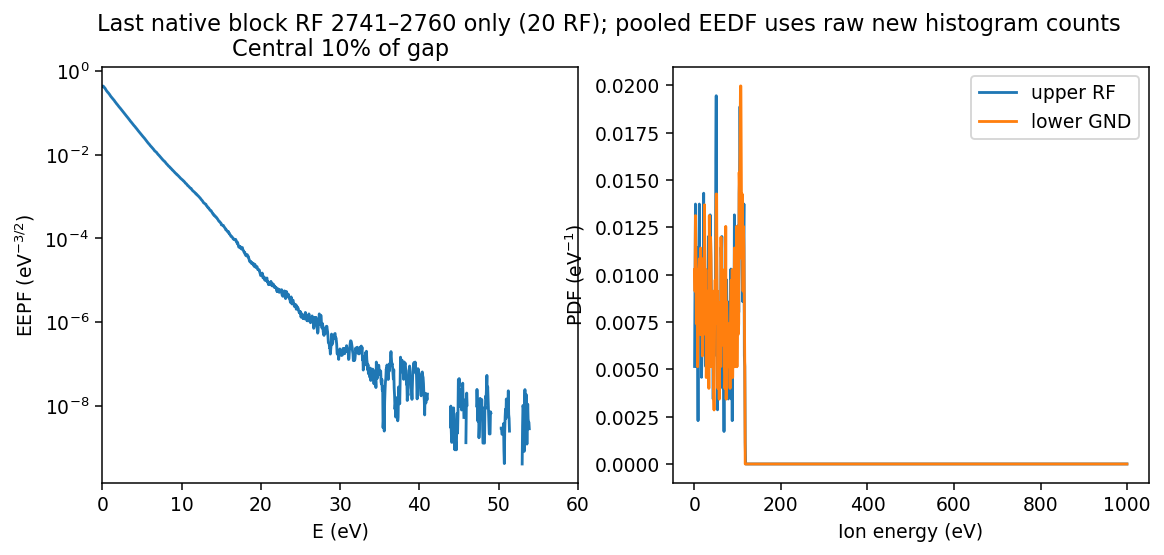 Last native block RF 2741–2760 only (20 RF); pooled EEDF uses raw new histogram counts
Central 10% of gap
EEPF (eV⁻³ᐟ²)
10⁰
10⁻²
10⁻⁴
10⁻⁶
10⁻⁸
0 10 20 30 40 50 60
E (eV)
PDF (eV⁻¹)
0.0200
0.0175
0.0150
0.0125
0.0100
0.0075
0.0050
0.0025
0.0000
upper RF
lower GND
0 200 400 600 800 1000
Ion energy (eV)